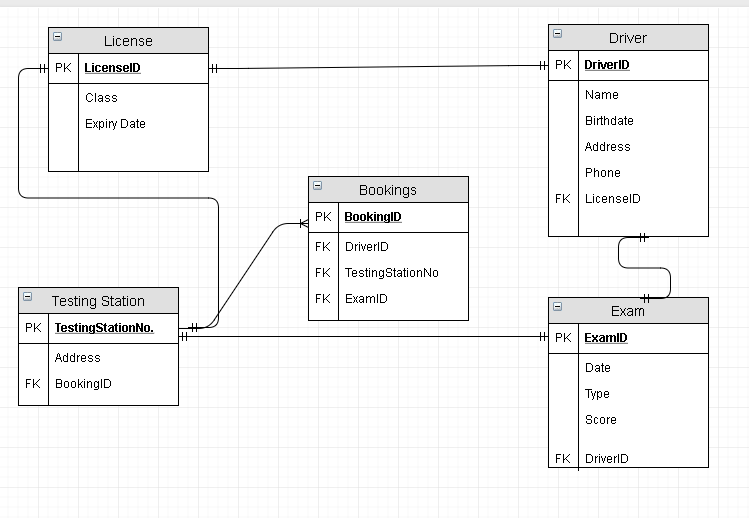 License
PK LicenseID
Class
Expiry Date
Driver
PK DriverID
Name
Birthdate
Address
Phone
FK LicenseID
Bookings
PK BookingID
FK DriverID
FK TestingStationNo
FK ExamID
Testing Station
PK TestingStationNo.
Address
FK BookingID
Exam
PK ExamID
Date
Type
Score
FK DriverID